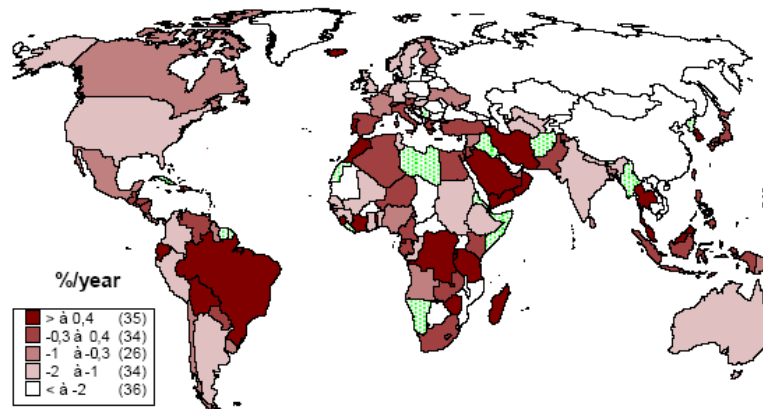 %/year
> à 0,4 (35)
-0,3 à 0,4 (34)
-1 à -0,3 (26)
-2 à -1 (34)
< à -2 (36)